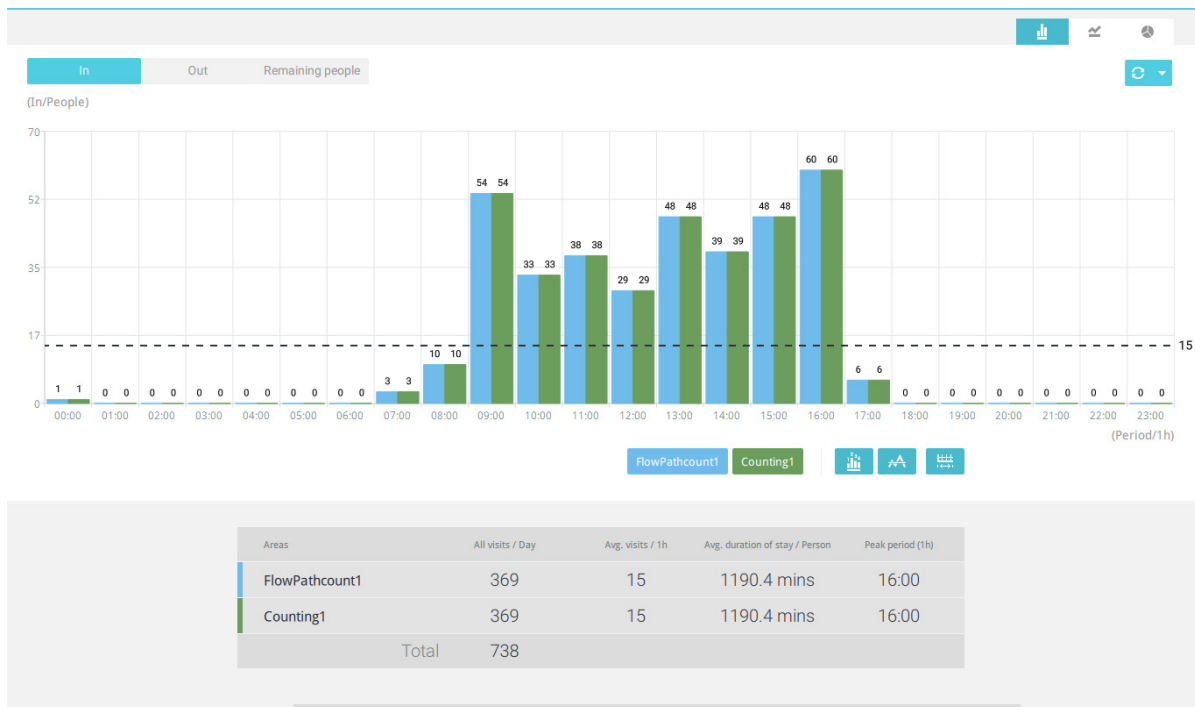 In Out Remaining people
(In/People)
70
60 60
54 54
52
48 48 48 48
39 39
38 38
35
33 33
29 29
17
15
10 10
6 6
3 3
1 1 0 0 0 0 0 0 0 0 0 0 0 0 0 0 0 0 0 0 0 0 0 0 0 0
0
00:00 01:00 02:00 03:00 04:00 05:00 06:00 07:00 08:00 09:00 10:00 11:00 12:00 13:00 14:00 15:00 16:00 17:00 18:00 19:00 20:00 21:00 22:00 23:00
(Period/1h)
FlowPathcount1 Counting1
Areas All visits / Day Avg. visits / 1h Avg. duration of stay / Person Peak period (1h)
FlowPathcount1 369 15 1190.4 mins 16:00
Counting1 369 15 1190.4 mins 16:00
Total 738